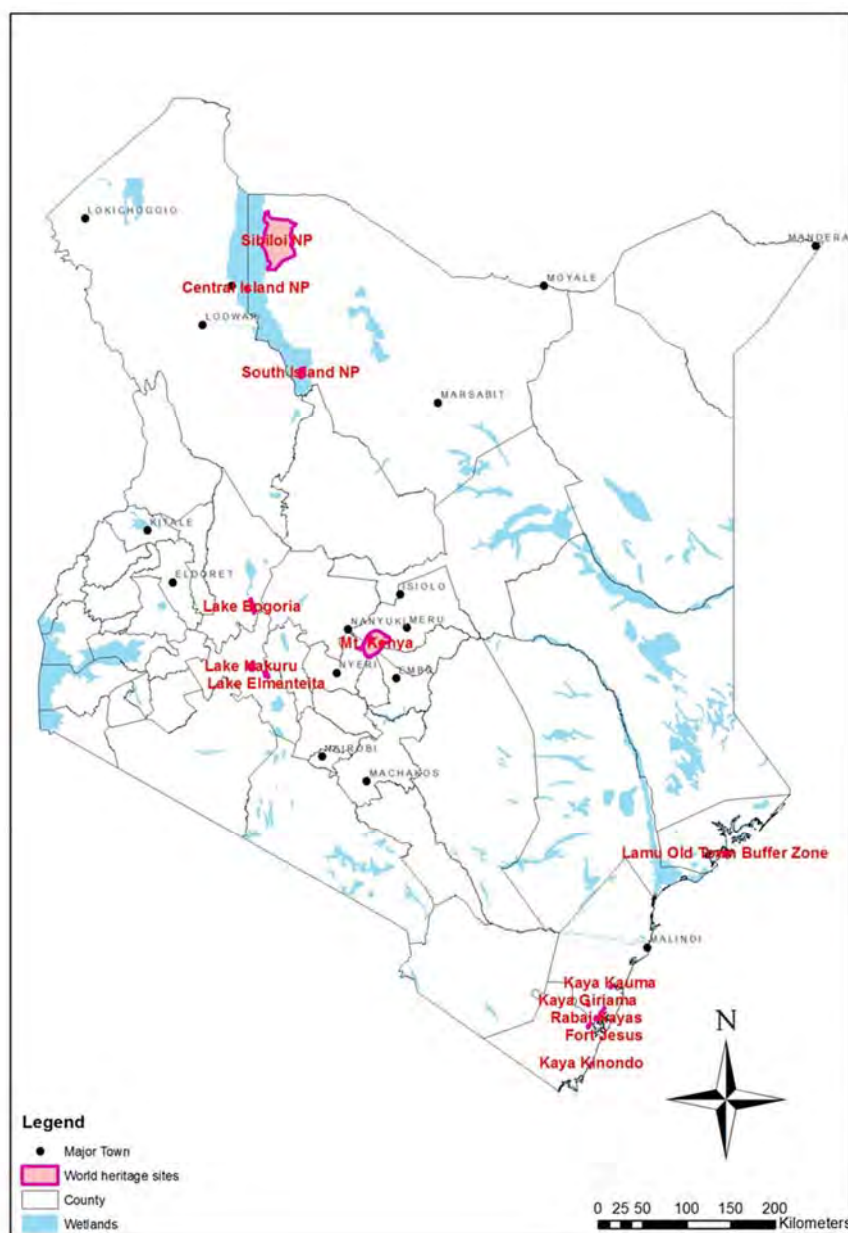 LOKICHOGGIO
Sibiloi NP
MANDERA
Central Island NP
MOYALE
LODWAR
South Island NP
MARSABIT
KITALE
ELDORET
ISIOLO
Lake Bogoria
NANYUKI
MERU
Mt. Kenya
Lake Nakuru
NYERI
EMBU
Lake Elmanteita
NAIROBI
MACHAKOS
Lamu Old Town Buffer Zone
MALINDI
Kaya Kauma
Kaya Giriama
Rabai Kayas
Fort Jesus
Kaya Kinondo
N
Legend
Major Town
World heritage sites
County
Wetlands
0 25 50 100 150 200
Kilometers